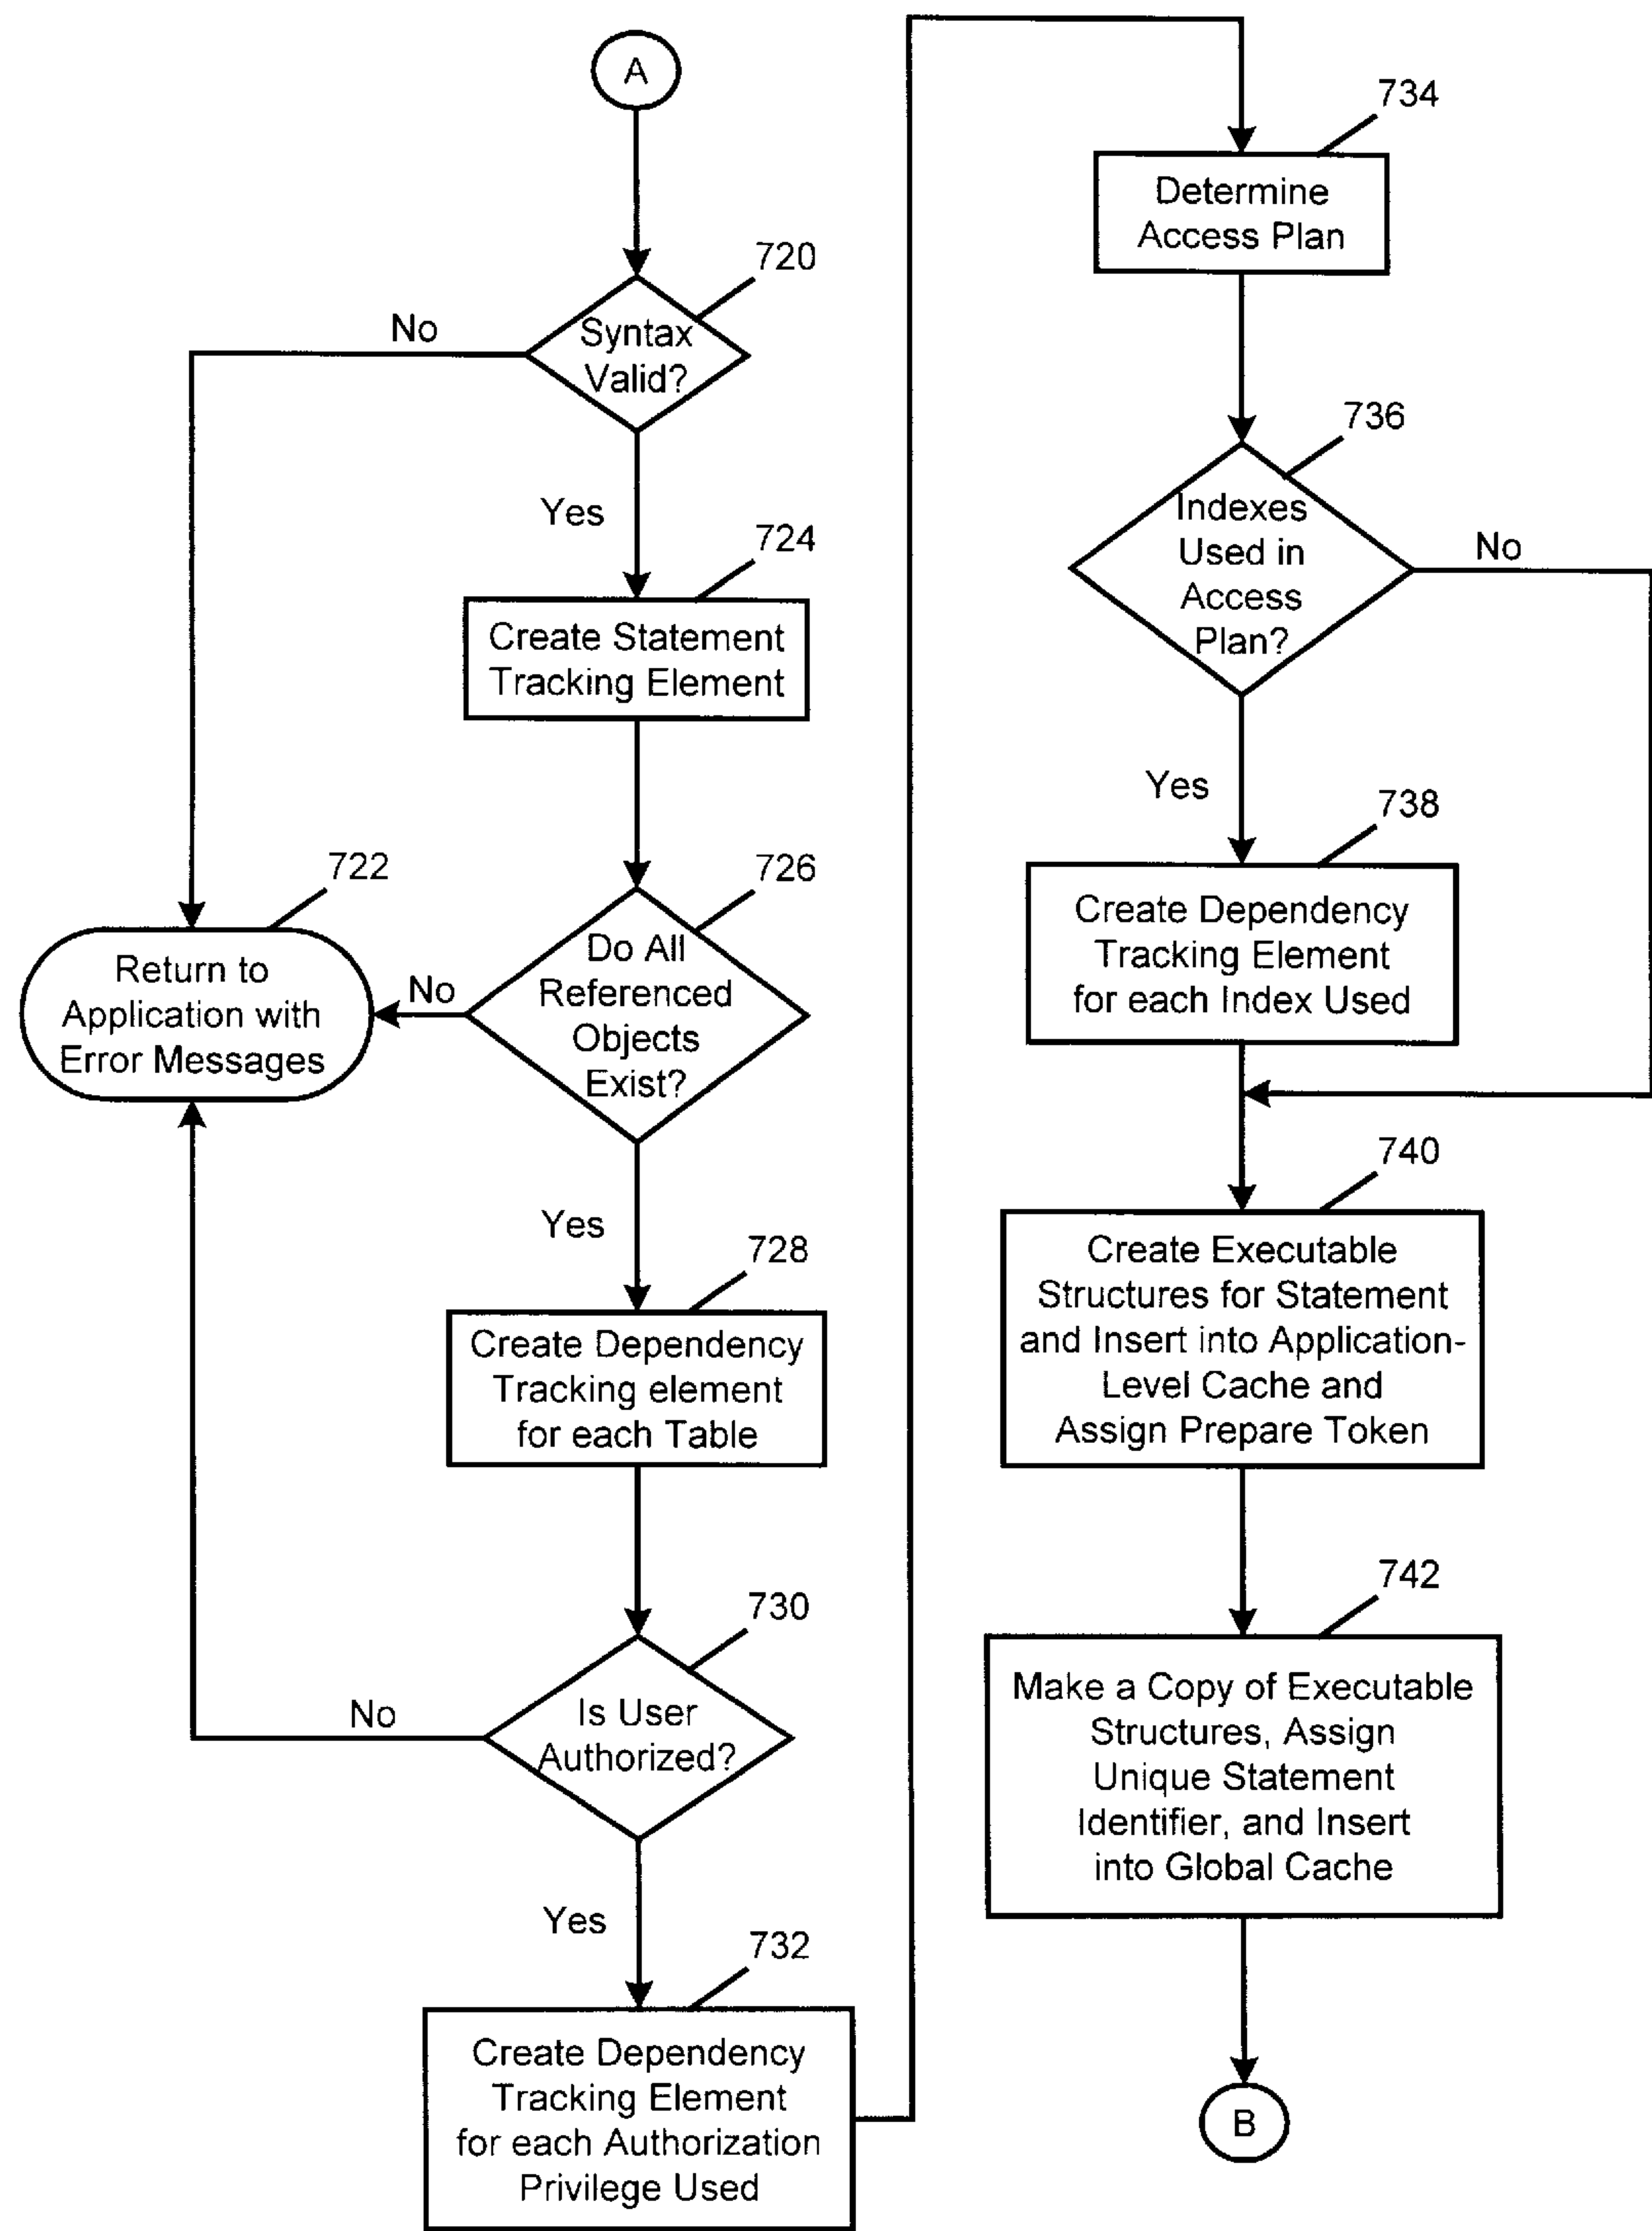 A
720
Syntax
Valid?
No
Yes
724
Create Statement
Tracking Element
722
Return to
Application with
Error Messages
726
Do All
Referenced
Objects
Exist?
No
Yes
728
Create Dependency
Tracking element
for each Table
730
Is User
Authorized?
No
Yes
732
Create Dependency
Tracking Element
for each Authorization
Privilege Used
734
Determine
Access Plan
736
Indexes
Used in
Access
Plan?
No
Yes
738
Create Dependency
Tracking Element
for each Index Used
740
Create Executable
Structures for Statement
and Insert into Application-
Level Cache and
Assign Prepare Token
742
Make a Copy of Executable
Structures, Assign
Unique Statement
Identifier, and Insert
into Global Cache
B